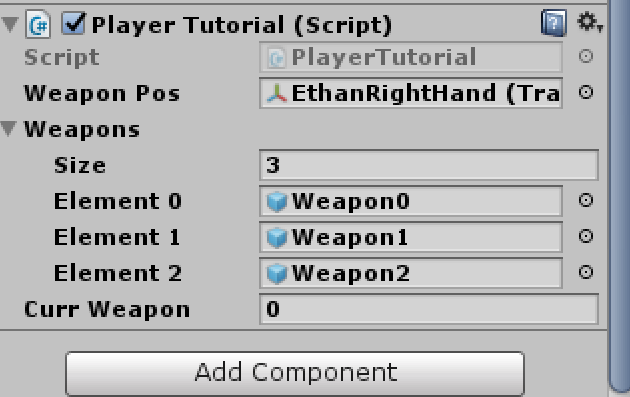 Player Tutorial (Script)
Script PlayerTutorial
Weapon Pos EthanRightHand (Tra
Weapons
Size 3
Element 0 Weapon0
Element 1 Weapon1
Element 2 Weapon2
Curr Weapon 0
Add Component